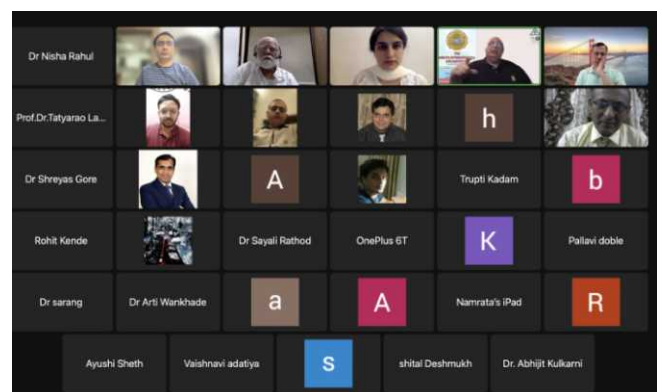 Dr Nisha Rahul
Prof.Dr.Tatyarao La...
h
Dr Shreyas Gore
A
Trupti Kadam
b
Rohit Kende
Dr Sayali Rathod
OnePlus 6T
K
Pallavi doble
Dr sarang
Dr Arti Wankhade
a
A
Namrata's iPad
R
Ayushi Sheth
Vaishnavi adatiya
s
shital Deshmukh
Dr. Abhijit Kulkarni